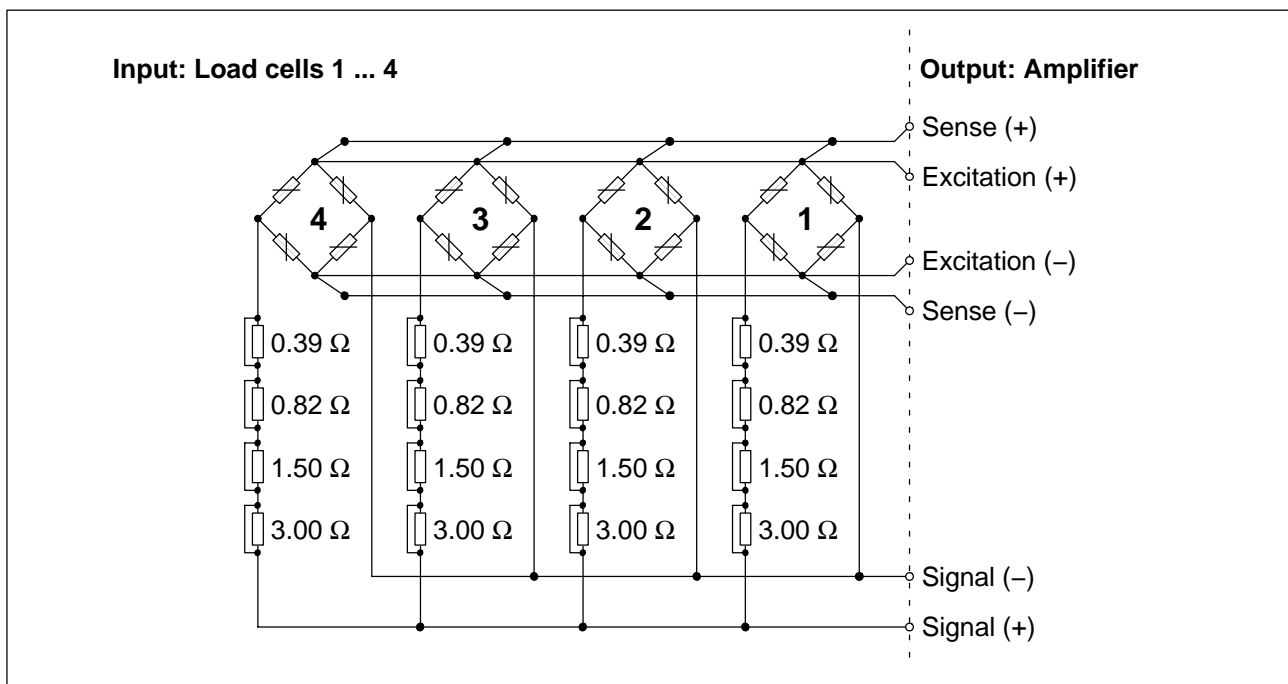 Input: Load cells 1 ... 4
Output: Amplifier
Sense (+)
Excitation (+)
4 3 2 1
Excitation (−)
Sense (−)
0.39 Ω 0.39 Ω 0.39 Ω 0.39 Ω
0.82 Ω 0.82 Ω 0.82 Ω 0.82 Ω
1.50 Ω 1.50 Ω 1.50 Ω 1.50 Ω
3.00 Ω 3.00 Ω 3.00 Ω 3.00 Ω
Signal (−)
Signal (+)